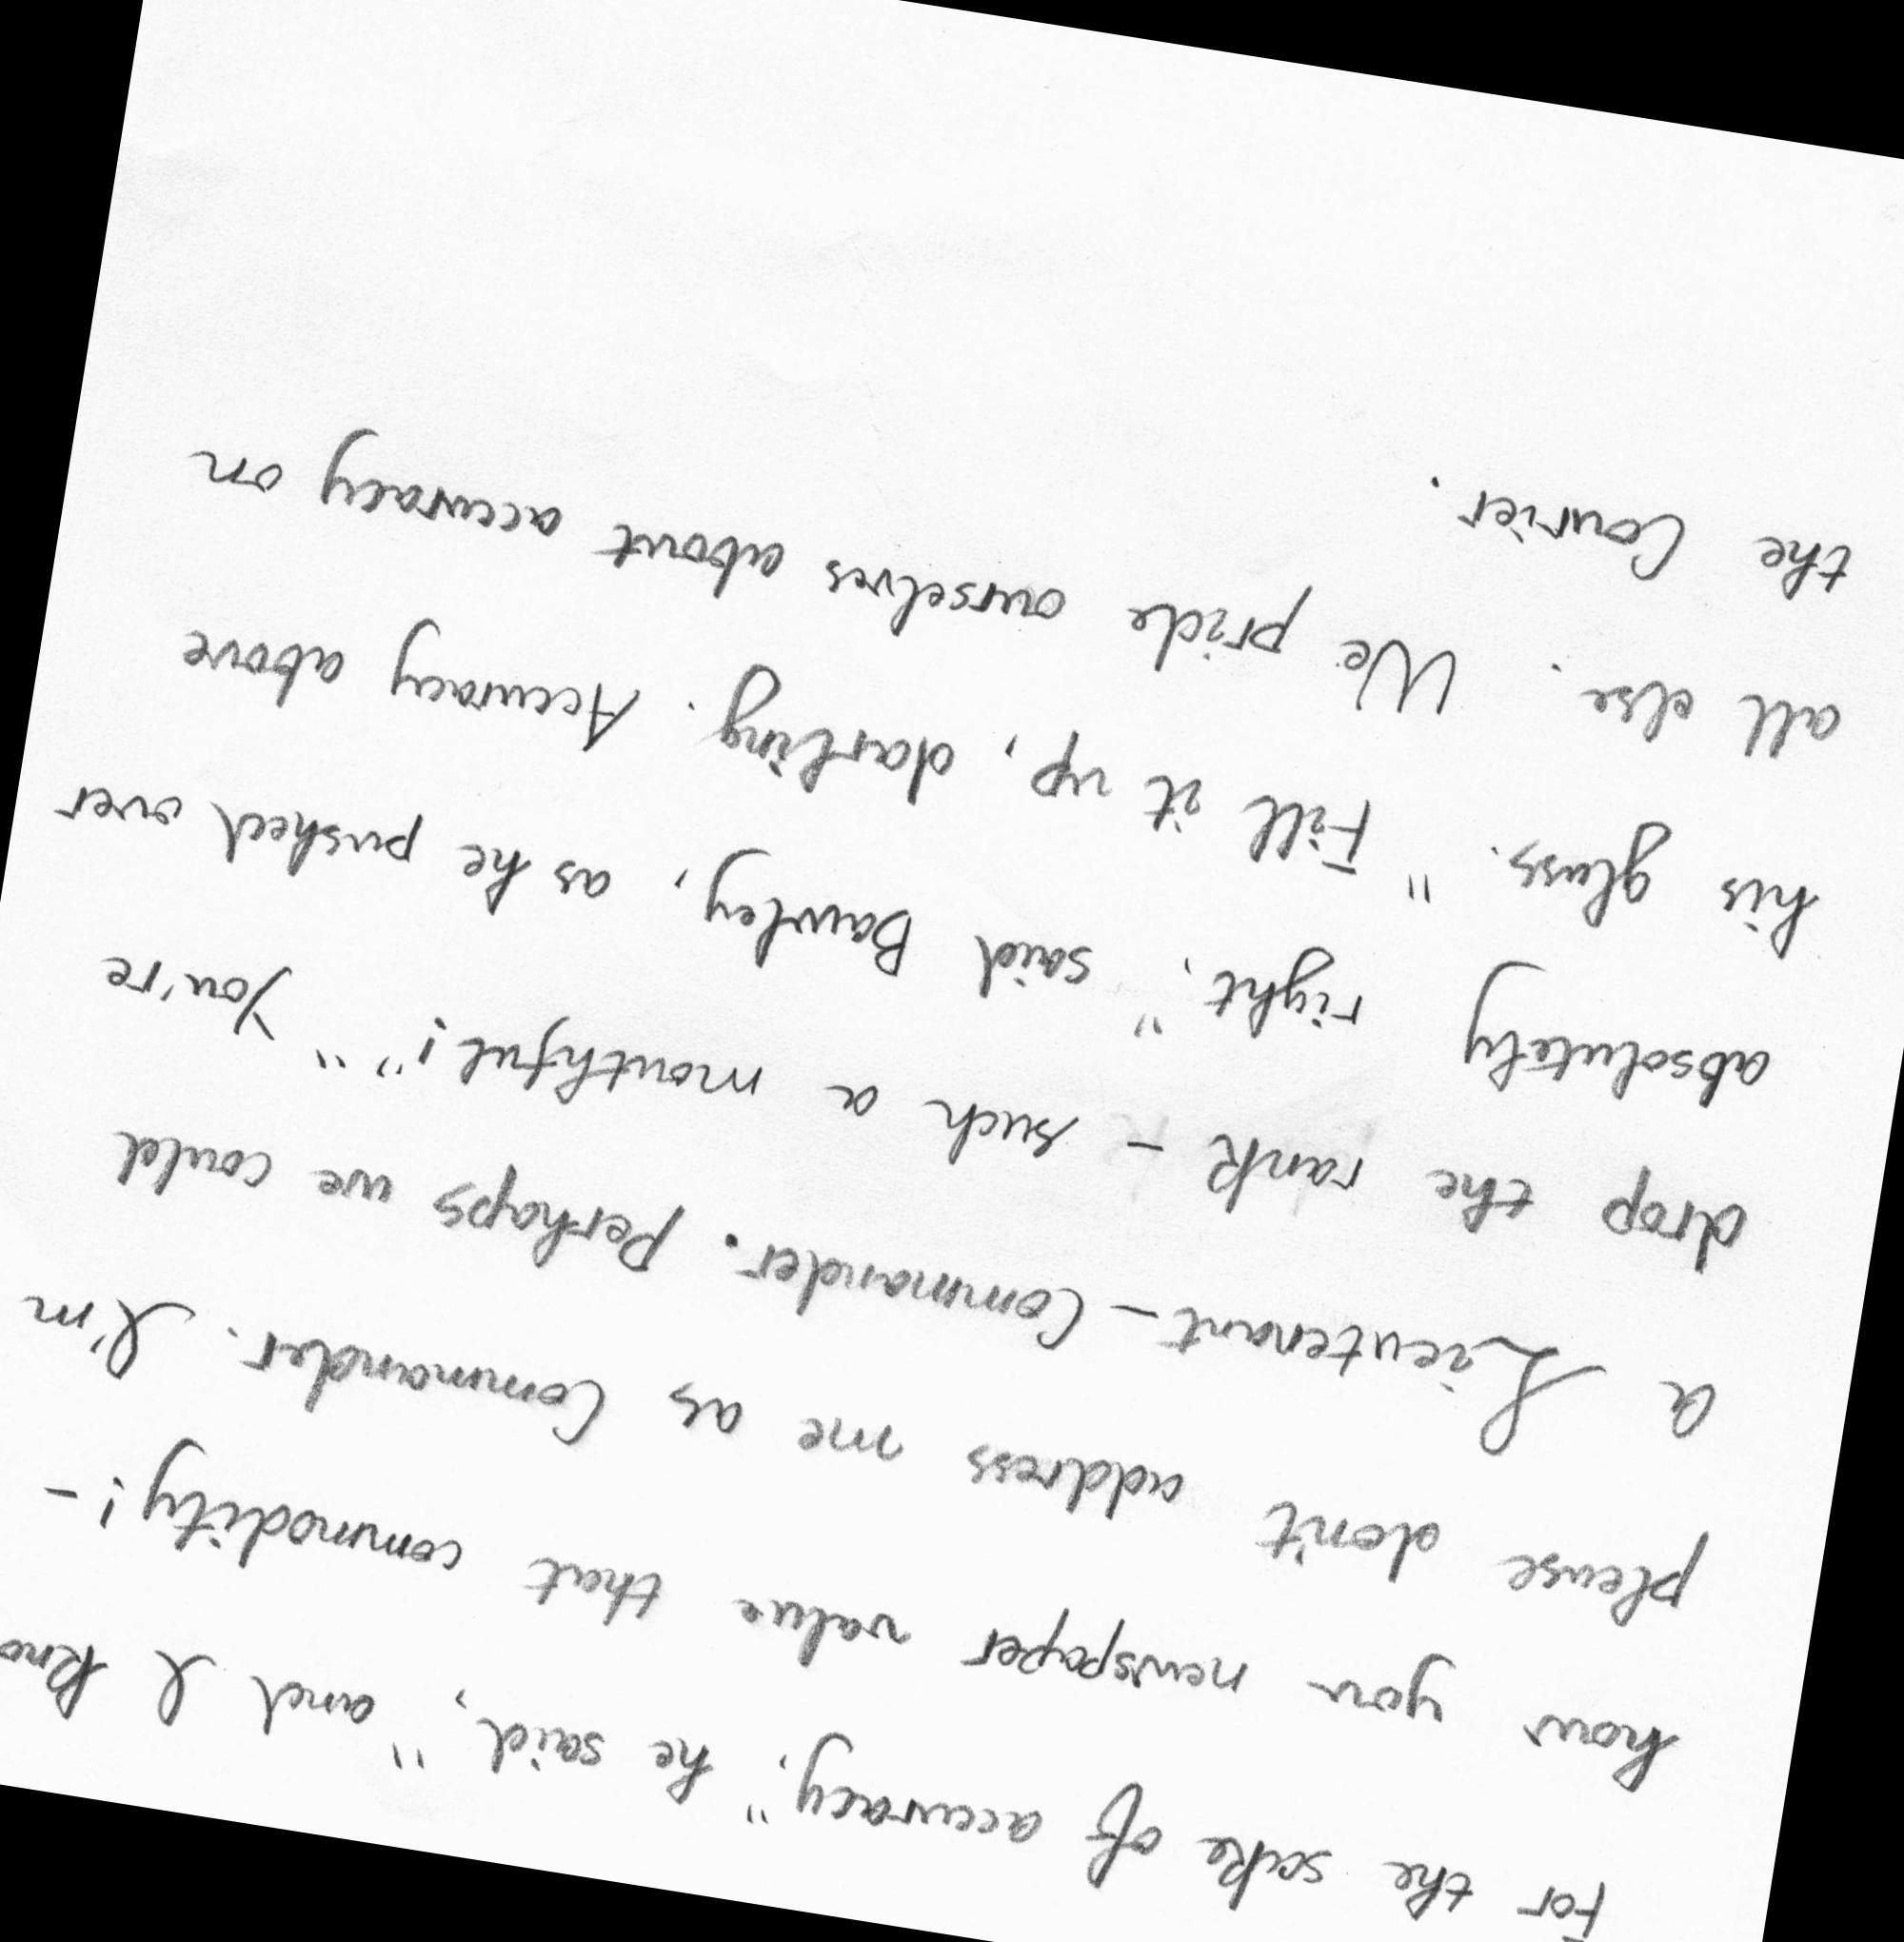 For the sake of accuracy," he said, "and I kno
how your newspaper value that commodity! -
please don't address me as Commander. I'm
a Lieutenant - Commander. Perhaps we could
drop the rank - such a mouthful!" "You're
absolutely right," said Bawley, as he pushed over
his glass. "Fill it up, darling. Accuracy above
all else. We pride ourselves about accuracy on
the Courier.